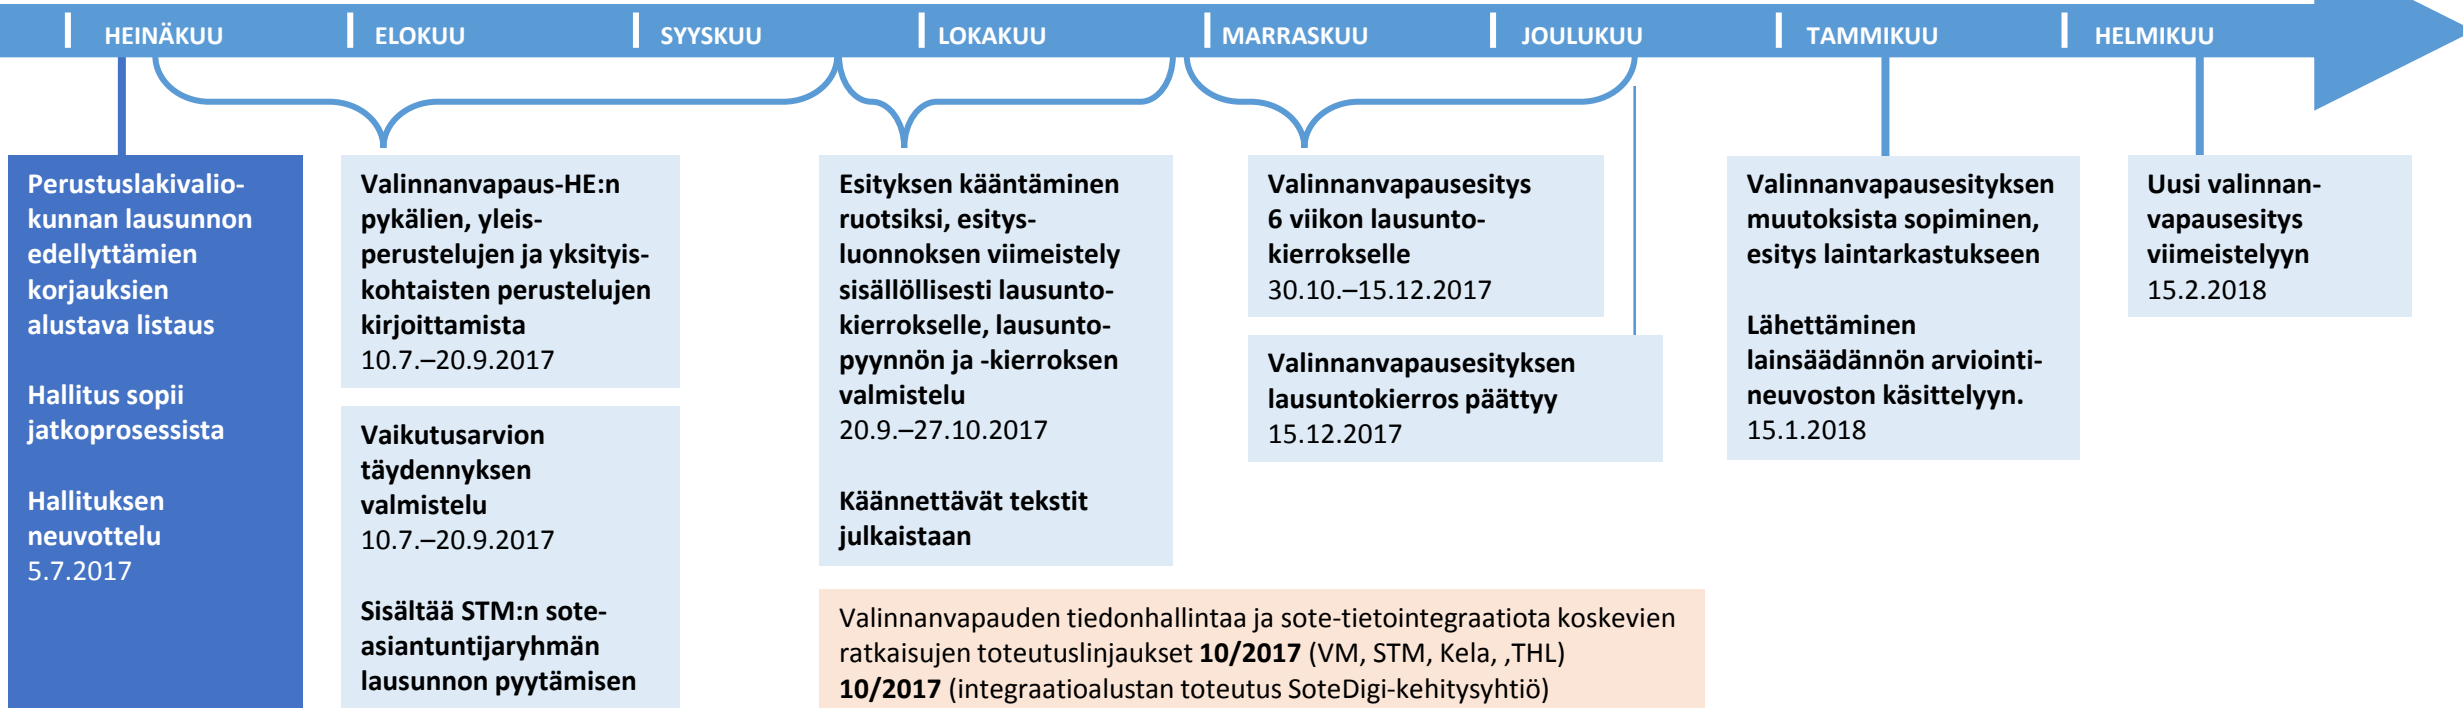 HEINÄKUU
ELOKUU
SYYSKUU
LOKAKUU
MARRASKUU
JOULUKUU
TAMMIKUU
HELMIKUU
Perustuslakivalio-
kunnan lausunnon
edellyttämien
korjauksien
alustava listaus
Hallitus sopii
jatkoprosessista
Hallituksen
neuvottelu
5.7.2017
Valinnanvapaus-HE:n
pykälien, yleis-
perustelujen ja yksityis-
kohtaisten perustelujen
kirjoittamista
10.7.–20.9.2017
Vaikutusarvion
täydennyksen
valmistelu
10.7.–20.9.2017
Sisältää STM:n sote-
asiantuntijaryhmän
lausunnon pyytämisen
Esityksen kääntäminen
ruotsiksi, esitys-
luonnoksen viimeistely
sisällöllisesti lausunto-
kierrokselle, lausunto-
pyynnön ja -kierroksen
valmistelu
20.9.–27.10.2017
Käännettävät tekstit
julkaistaan
Valinnanvapausesitys
6 viikon lausunto-
kierrokselle
30.10.–15.12.2017
Valinnanvapausesityksen
lausuntokierros päättyy
15.12.2017
Valinnanvapausesityksen
muutoksista sopiminen,
esitys laintarkastukseen
Lähettäminen
lainsäädännön arviointi-
neuvoston käsittelyyn.
15.1.2018
Uusi valinnan-
vapausesitys
viimeistelyyn
15.2.2018
Valinnanvapauden tiedonhallintaa ja sote-tietointegraatiota koskevien
ratkaisujen toteutuslinjaukset 10/2017 (VM, STM, Kela, ,THL)
10/2017 (integraatioalustan toteutus SoteDigi-kehitysyhtiö)